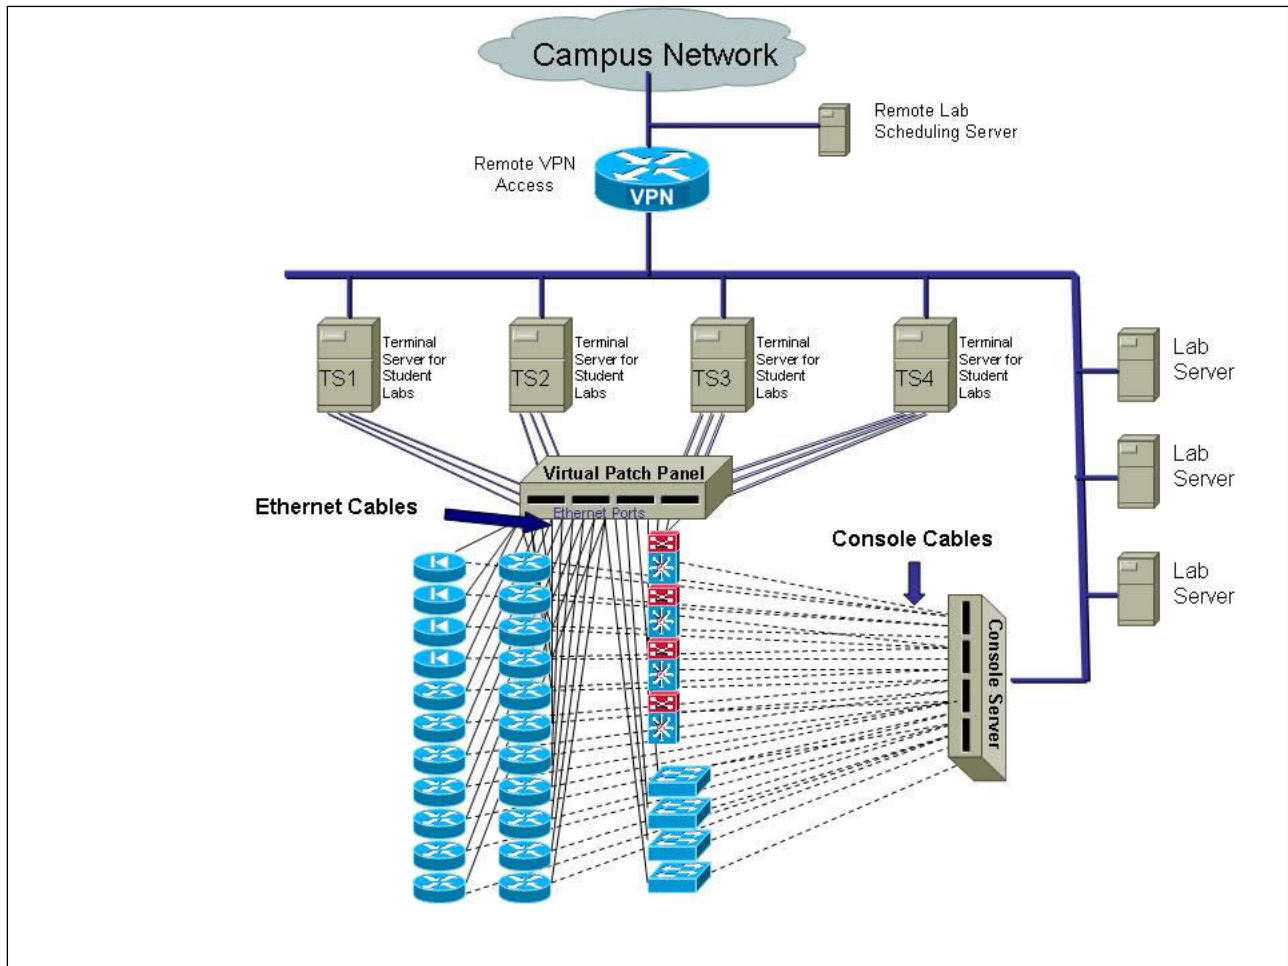 Campus Network
Remote Lab
Scheduling Server
Remote VPN
Access
VPN
TS1
Terminal
Server for
Student
Labs
TS2
Terminal
Server for
Student
Labs
TS3
Terminal
Server for
Student
Labs
TS4
Terminal
Server for
Student
Labs
Lab
Server
Virtual Patch Panel
Ethernet Ports
Ethernet Cables
Lab
Server
Console Cables
Console Server
Lab
Server